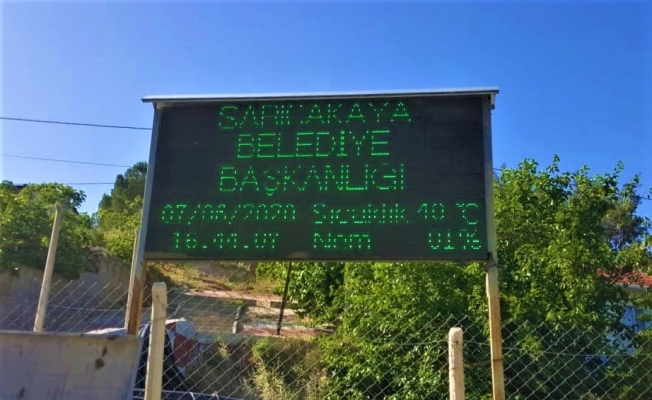 SARICAKAYA
BELEDİYE
BAŞKANLIĞI
07/06/2020 Sıcaklık 40 °C
16.44.07 Nem 01%